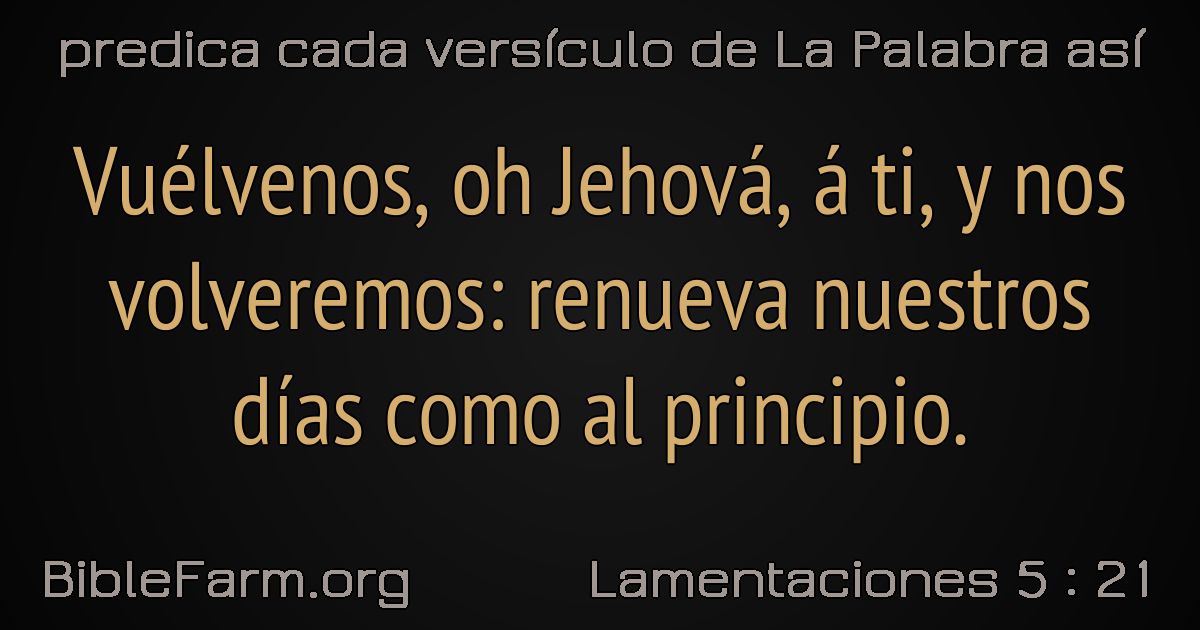 predica cada versículo de La Palabra así
Vuélvenos, oh Jehová, á ti, y nos
volveremos: renueva nuestros
días como al principio.
BibleFarm.org
Lamentaciones 5 : 21